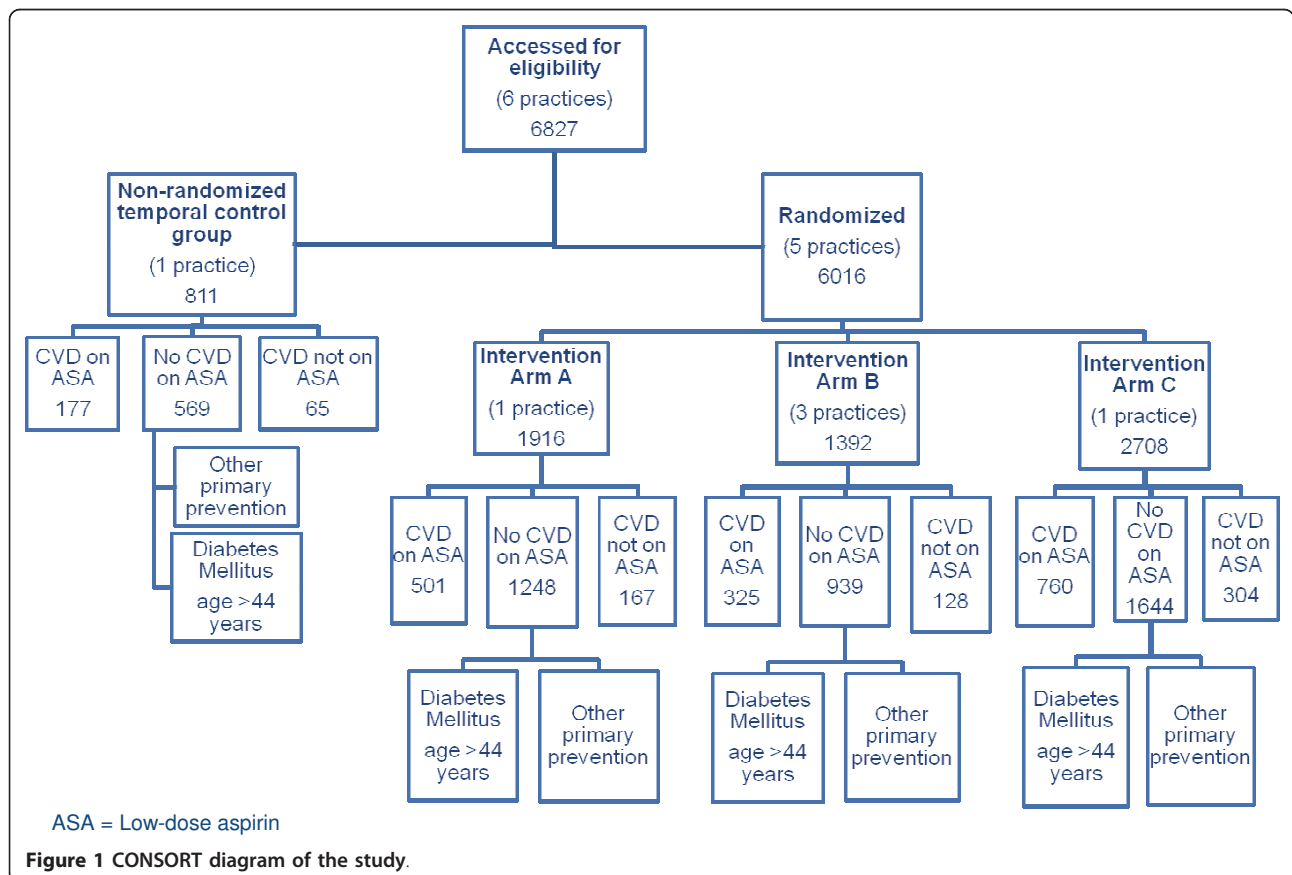 Accessed for
eligibility
(6 practices)
6827
Non-randomized
temporal control
group
(1 practice)
811
Randomized
(5 practices)
6016
CVD on
ASA
177
No CVD
on ASA
569
CVD not on
ASA
65
Other
primary
prevention
Diabetes
Mellitus
age >44
years
Intervention
Arm A
(1 practice)
1916
Intervention
Arm B
(3 practices)
1392
Intervention
Arm C
(1 practice)
2708
CVD
on ASA
501
No CVD
on ASA
1248
CVD
not on
ASA
167
CVD
on
ASA
325
No CVD
on ASA
939
CVD
not on
ASA
128
CVD
on ASA
760
No
CVD
on
ASA
1644
CVD
not on
ASA
304
Diabetes
Mellitus
age >44
years
Other
primary
prevention
Diabetes
Mellitus
age >44
years
Other
primary
prevention
Diabetes
Mellitus
age >44
years
Other
primary
prevention
ASA = Low-dose aspirin
Figure 1 CONSORT diagram of the study.